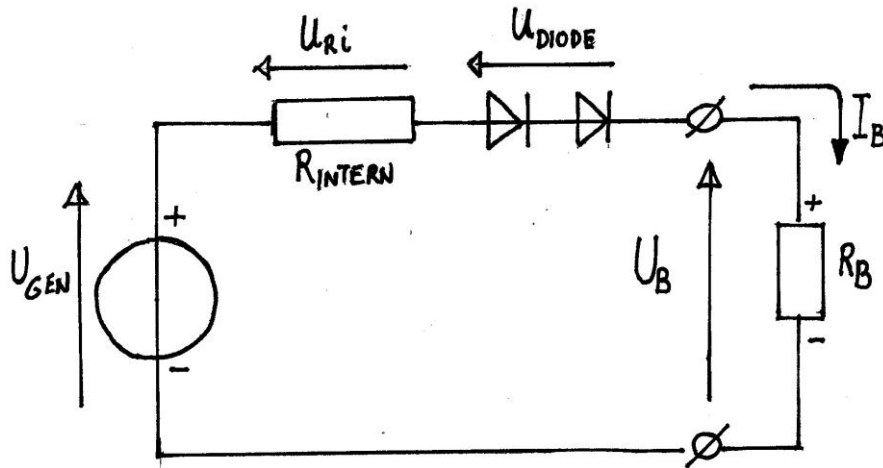 U_Ri
U_DIODE
I_B
R_INTERN
+
+
U_GEN
U_B
R_B
-
-